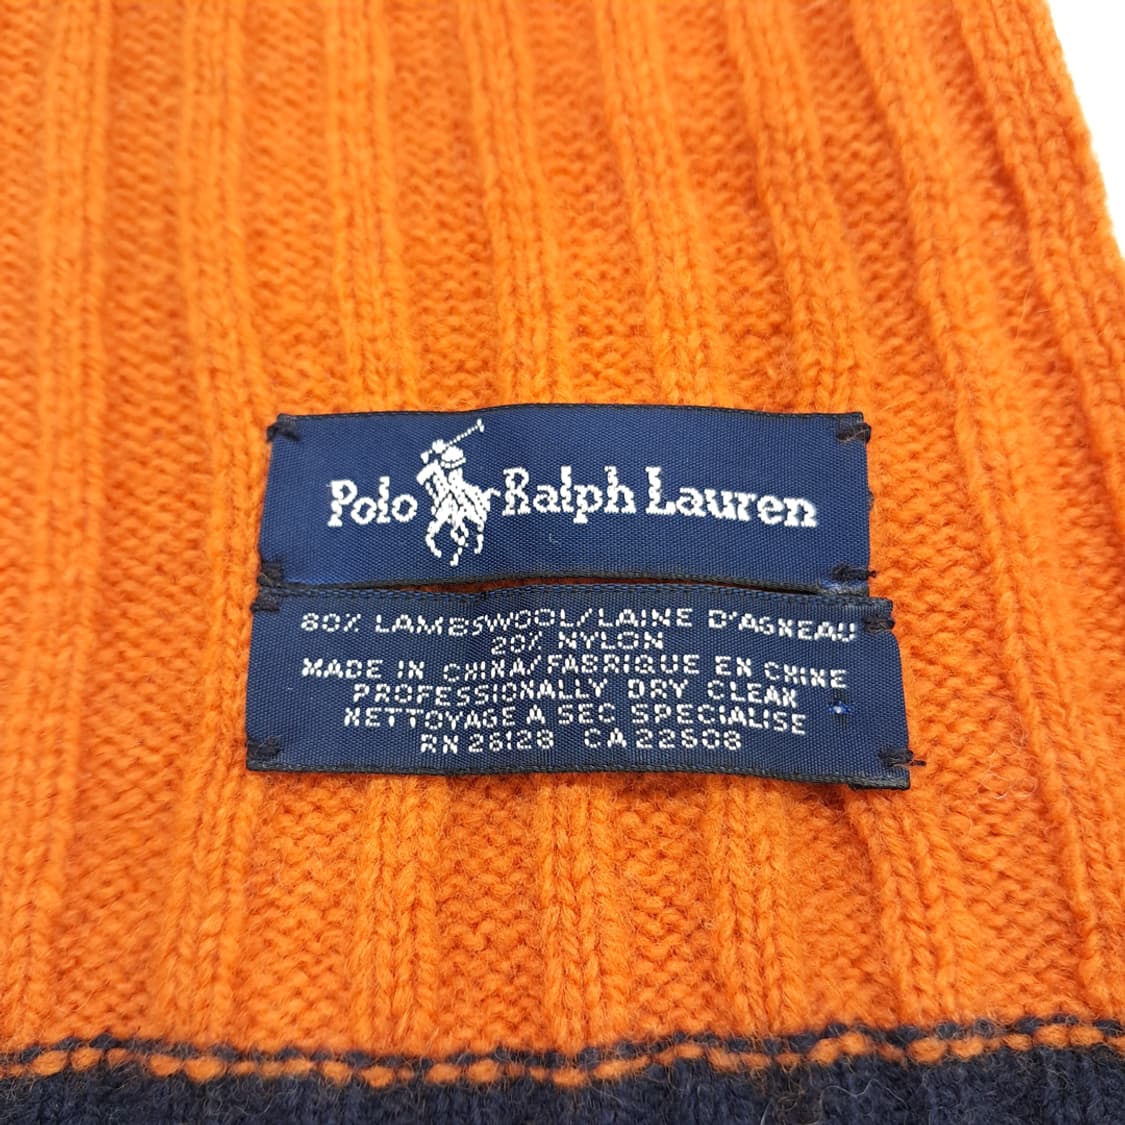 Polo Ralph Lauren
80% LAMBSWOOL/LAINE D'AGNEAU
20% NYLON
MADE IN CHINA/FABRIQUE EN CHINE
PROFESSIONALLY DRY CLEAN
NETTOYAGE A SEC SPECIALISE
RN 26128 CA 22508